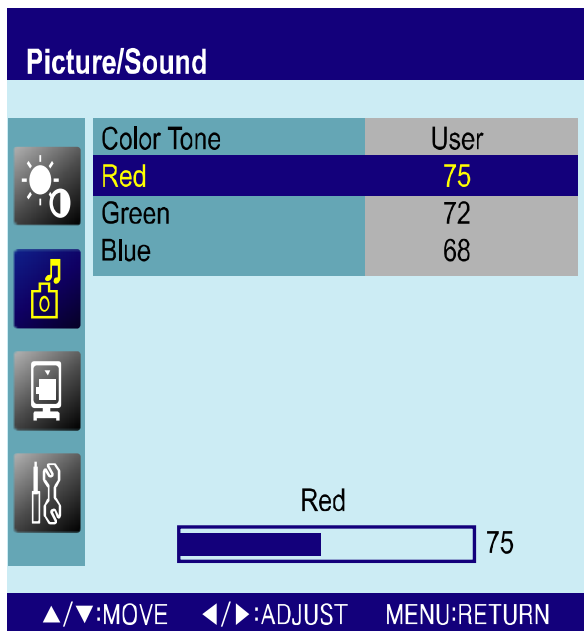 Picture/Sound
Color Tone User
Red 75
Green 72
Blue 68
Red
75
▲/▼:MOVE ◀/▶:ADJUST MENU:RETURN